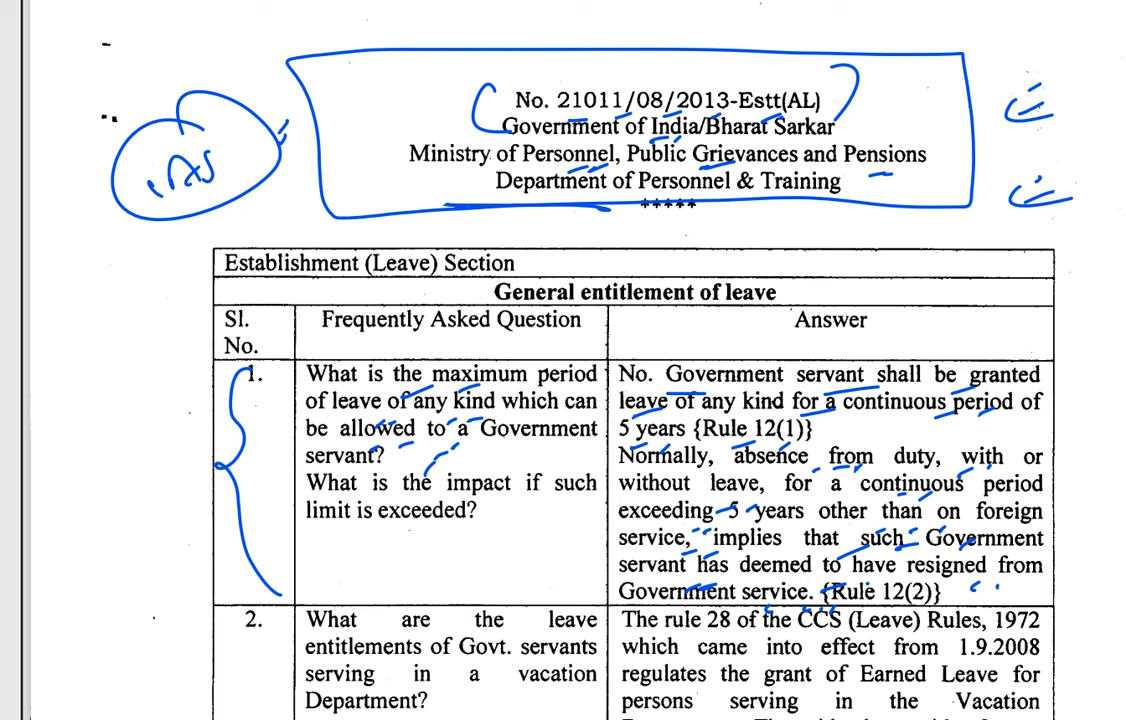 No. 21011/08/2013-Estt(AL)
Government of India/Bharat Sarkar
Ministry of Personnel, Public Grievances and Pensions
Department of Personnel & Training
*****
Establishment (Leave) Section
General entitlement of leave
Sl. No.
Frequently Asked Question
Answer
1.
What is the maximum period
of leave of any kind which can
be allowed to a Government
servant?
What is the impact if such
limit is exceeded?
No. Government servant shall be granted
leave of any kind for a continuous period of
5 years {Rule 12(1)}
Normally, absence from duty, with or
without leave, for a continuous period
exceeding 5 years other than on foreign
service, implies that such Government
servant has deemed to have resigned from
Government service. {Rule 12(2)}
2.
What are the leave
entitlements of Govt. servants
serving in a vacation
Department?
The rule 28 of the CCS (Leave) Rules, 1972
which came into effect from 1.9.2008
regulates the grant of Earned Leave for
persons serving in the Vacation